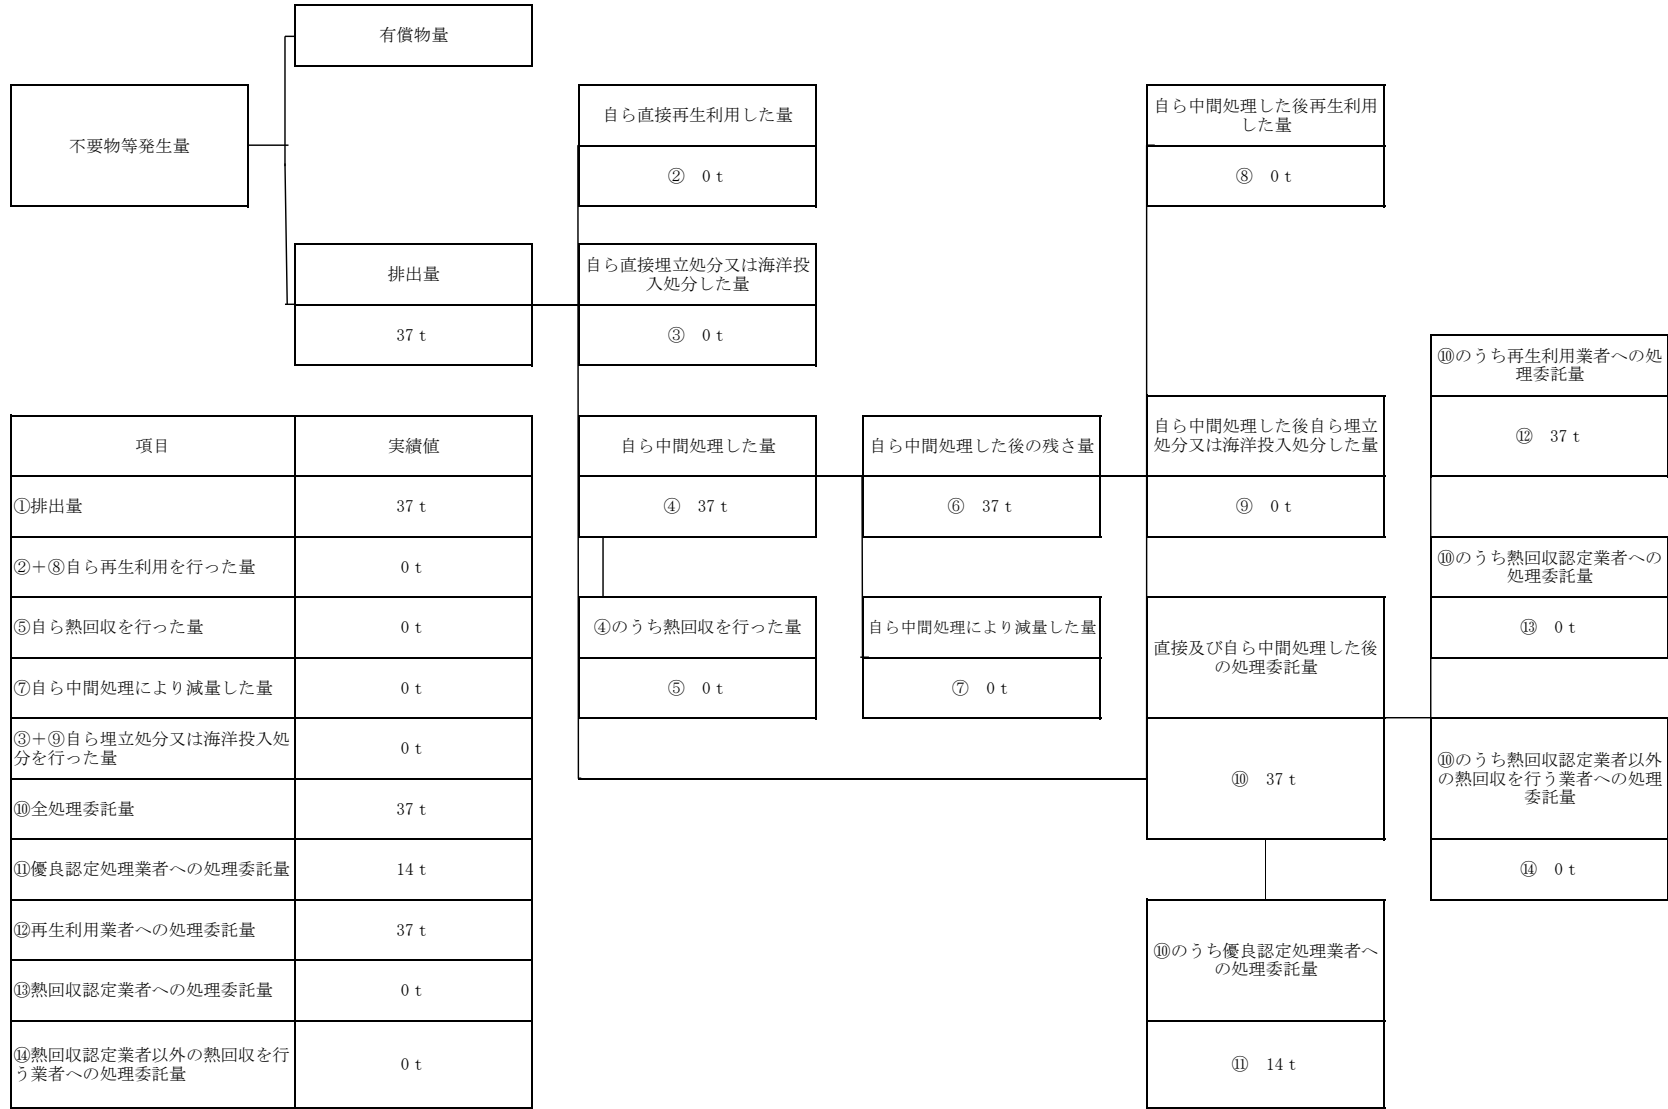 有償物量
不要物等発生量
自ら直接再生利用した量
②　0 t
自ら中間処理した後再生利用
した量
⑧　0 t
排出量
37 t
自ら直接埋立処分又は海洋投
入処分した量
③　0 t
⑩のうち再生利用業者への処
理委託量
⑫　37 t
自ら中間処理した量
④　37 t
自ら中間処理した後の残さ量
⑥　37 t
自ら中間処理した後自ら埋立
処分又は海洋投入処分した量
⑨　0 t
⑩のうち熱回収認定業者への
処理委託量
⑬　0 t
④のうち熱回収を行った量
⑤　0 t
自ら中間処理により減量した量
⑦　0 t
直接及び自ら中間処理した後
の処理委託量
⑩　37 t
⑩のうち熱回収認定業者以外
の熱回収を行う業者への処理
委託量
⑭　0 t
⑩のうち優良認定処理業者へ
の処理委託量
⑪　14 t
項目　実績値
①排出量　37 t
②＋⑧自ら再生利用を行った量　0 t
⑤自ら熱回収を行った量　0 t
⑦自ら中間処理により減量した量　0 t
③＋⑨自ら埋立処分又は海洋投入処
分を行った量　0 t
⑩全処理委託量　37 t
⑪優良認定処理業者への処理委託量　14 t
⑫再生利用業者への処理委託量　37 t
⑬熱回収認定業者への処理委託量　0 t
⑭熱回収認定業者以外の熱回収を行
う業者への処理委託量　0 t